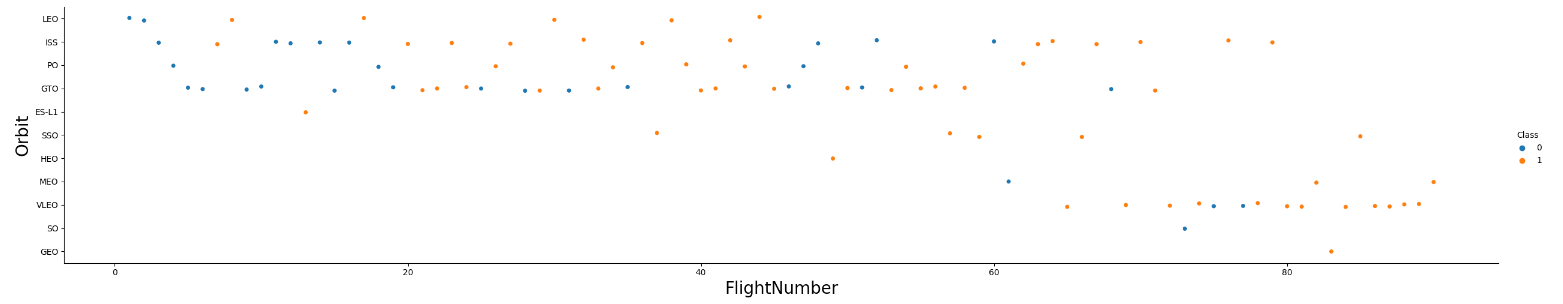 LEO
ISS
PO
GTO
ES-L1
SSO
HEO
MEO
VLEO
SO
GEO
Orbit
0 20 40 60 80
FlightNumber
Class
0
1